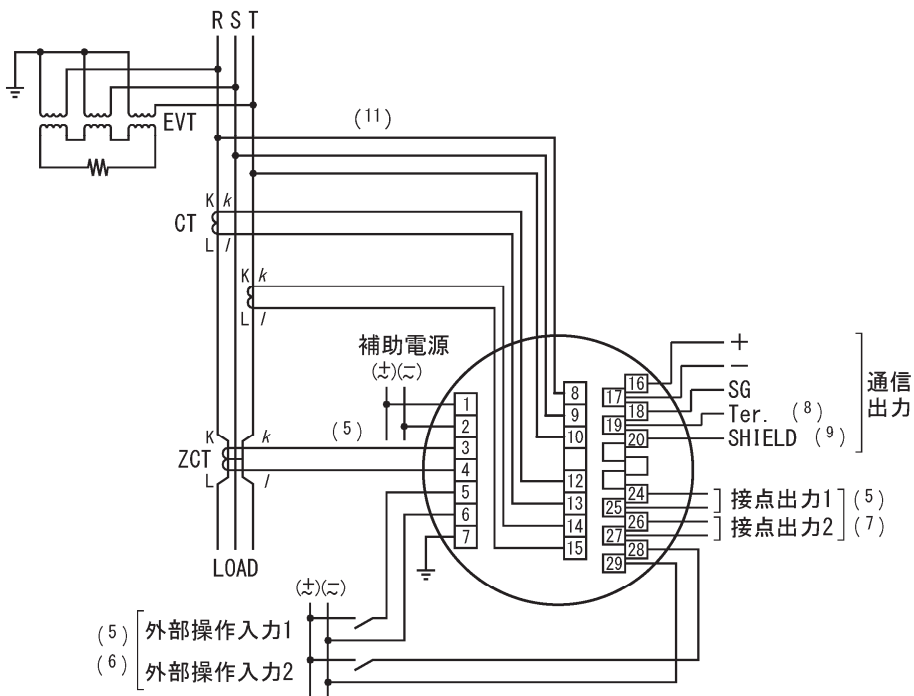 R S T
EVT
(11)
K k
CT
L l
K k
L l
補助電源
(±)(≂)
1
2
3
4
5
6
7
(5)
K k
ZCT
L l
LOAD
8
9
10
12
13
14
15
16
17
18
19
20
24
25
26
27
28
29
+
−
SG
Ter. (8)
SHIELD (9)
通信
出力
接点出力1 (5)
接点出力2 (7)
(±)(≂)
(5) 外部操作入力1
(6) 外部操作入力2